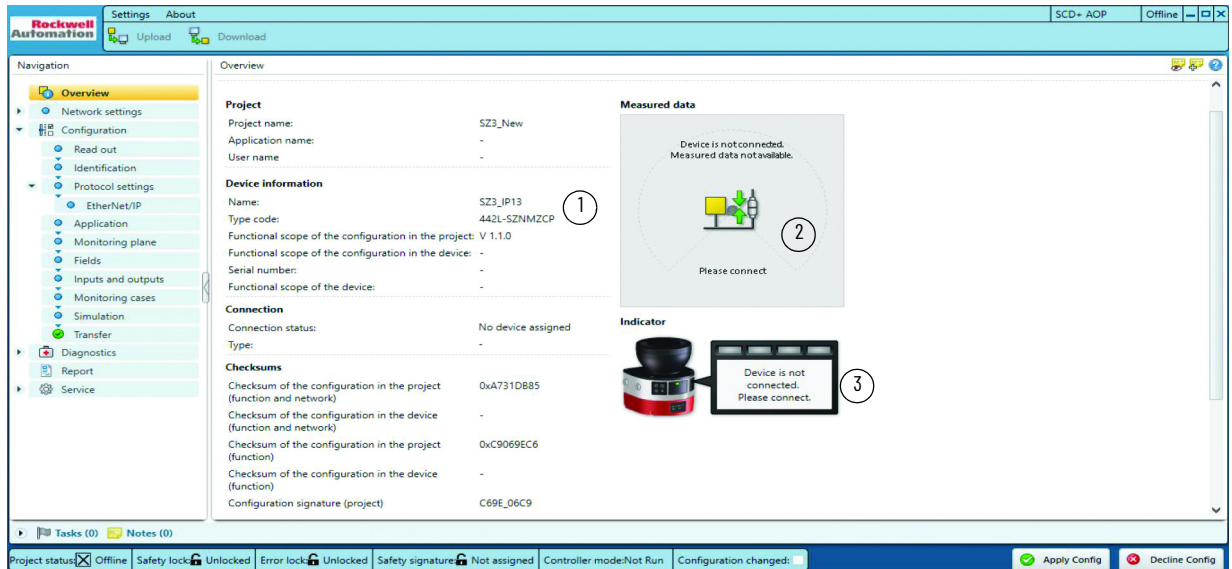 Rockwell
Automation
Settings About
SCD+ AOP
Offline
Upload Download
Navigation
Overview
Network settings
Configuration
Read out
Identification
Protocol settings
EtherNet/IP
Application
Monitoring plane
Fields
Inputs and outputs
Monitoring cases
Simulation
Transfer
Diagnostics
Report
Service
Overview
Project
Project name: SZ3_New
Application name: -
User name -
Device information
Name: SZ3_IP13
Type code: 442L-SZNMZCP
Functional scope of the configuration in the project: V 1.1.0
Functional scope of the configuration in the device: -
Serial number: -
Functional scope of the device: -
1
Connection
Connection status: No device assigned
Type: -
Checksums
Checksum of the configuration in the project 0xA731DB85
(function and network)
Checksum of the configuration in the device -
(function and network)
Checksum of the configuration in the project 0xC9069EC6
(function)
Checksum of the configuration in the device -
(function)
Configuration signature (project) C69E_06C9
Measured data
Device is not connected.
Measured data not available.
2
Please connect
Indicator
Device is not
connected.
Please connect.
3
Tasks (0) Notes (0)
Project status: Offline Safety lock: Unlocked Error lock: Unlocked Safety signature: Not assigned Controller mode:Not Run Configuration changed:
Apply Config Decline Config